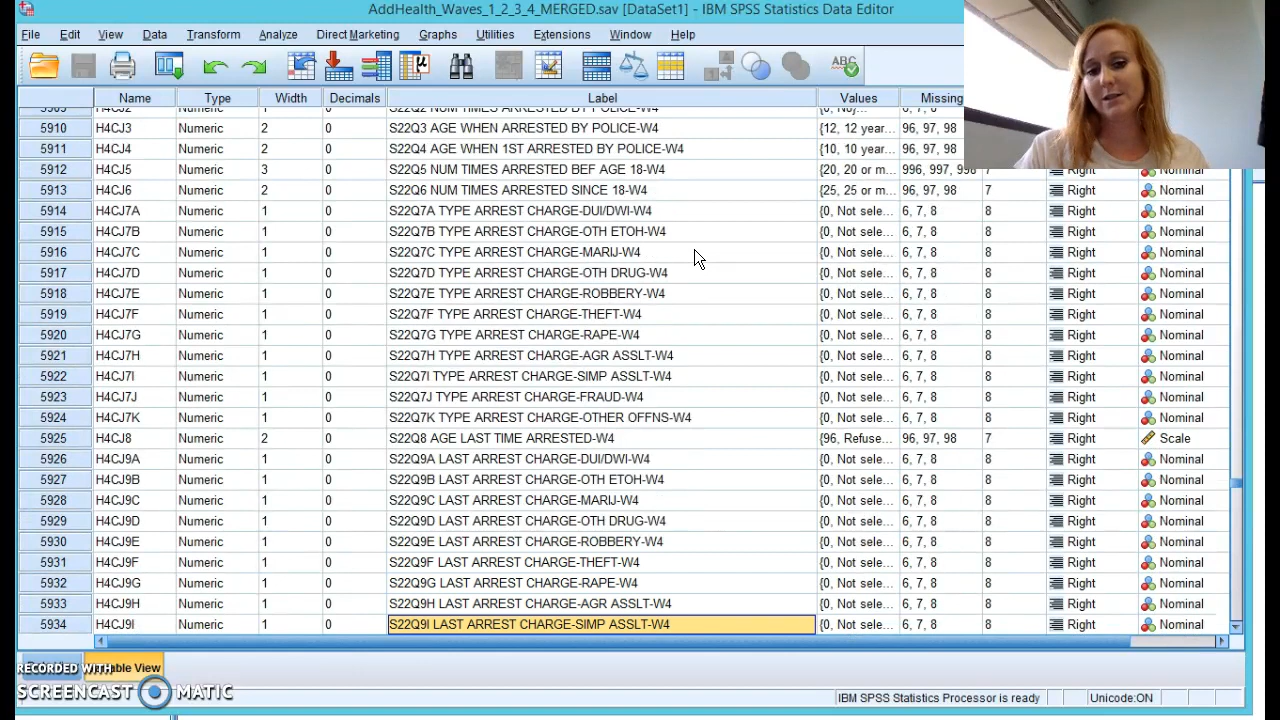 AddHealth_Waves_1_2_3_4_MERGED.sav [DataSet1] - IBM SPSS Statistics Data Editor
File Edit View Data Transform Analyze Direct Marketing Graphs Utilities Extensions Window Help
Name Type Width Decimals Label Values Missing
S22Q2 NUM TIMES ARRESTED BY POLICE-W4
5910 H4CJ3 Numeric 2 0 S22Q3 AGE WHEN ARRESTED BY POLICE-W4 {12, 12 year... 96, 97, 98
5911 H4CJ4 Numeric 2 0 S22Q4 AGE WHEN 1ST ARRESTED BY POLICE-W4 {10, 10 year... 96, 97, 98
5912 H4CJ5 Numeric 3 0 S22Q5 NUM TIMES ARRESTED BEF AGE 18-W4 {20, 20 or m... 996, 997, 998 7 Right Nominal
5913 H4CJ6 Numeric 2 0 S22Q6 NUM TIMES ARRESTED SINCE 18-W4 {25, 25 or m... 96, 97, 98 7 Right Nominal
5914 H4CJ7A Numeric 1 0 S22Q7A TYPE ARREST CHARGE-DUI/DWI-W4 {0, Not sele... 6, 7, 8 8 Right Nominal
5915 H4CJ7B Numeric 1 0 S22Q7B TYPE ARREST CHARGE-OTH ETOH-W4 {0, Not sele... 6, 7, 8 8 Right Nominal
5916 H4CJ7C Numeric 1 0 S22Q7C TYPE ARREST CHARGE-MARIJ-W4 {0, Not sele... 6, 7, 8 8 Right Nominal
5917 H4CJ7D Numeric 1 0 S22Q7D TYPE ARREST CHARGE-OTH DRUG-W4 {0, Not sele... 6, 7, 8 8 Right Nominal
5918 H4CJ7E Numeric 1 0 S22Q7E TYPE ARREST CHARGE-ROBBERY-W4 {0, Not sele... 6, 7, 8 8 Right Nominal
5919 H4CJ7F Numeric 1 0 S22Q7F TYPE ARREST CHARGE-THEFT-W4 {0, Not sele... 6, 7, 8 8 Right Nominal
5920 H4CJ7G Numeric 1 0 S22Q7G TYPE ARREST CHARGE-RAPE-W4 {0, Not sele... 6, 7, 8 8 Right Nominal
5921 H4CJ7H Numeric 1 0 S22Q7H TYPE ARREST CHARGE-AGR ASSLT-W4 {0, Not sele... 6, 7, 8 8 Right Nominal
5922 H4CJ7I Numeric 1 0 S22Q7I TYPE ARREST CHARGE-SIMP ASSLT-W4 {0, Not sele... 6, 7, 8 8 Right Nominal
5923 H4CJ7J Numeric 1 0 S22Q7J TYPE ARREST CHARGE-FRAUD-W4 {0, Not sele... 6, 7, 8 8 Right Nominal
5924 H4CJ7K Numeric 1 0 S22Q7K TYPE ARREST CHARGE-OTHER OFFNS-W4 {0, Not sele... 6, 7, 8 8 Right Nominal
5925 H4CJ8 Numeric 2 0 S22Q8 AGE LAST TIME ARRESTED-W4 {96, Refuse... 96, 97, 98 7 Right Scale
5926 H4CJ9A Numeric 1 0 S22Q9A LAST ARREST CHARGE-DUI/DWI-W4 {0, Not sele... 6, 7, 8 8 Right Nominal
5927 H4CJ9B Numeric 1 0 S22Q9B LAST ARREST CHARGE-OTH ETOH-W4 {0, Not sele... 6, 7, 8 8 Right Nominal
5928 H4CJ9C Numeric 1 0 S22Q9C LAST ARREST CHARGE-MARIJ-W4 {0, Not sele... 6, 7, 8 8 Right Nominal
5929 H4CJ9D Numeric 1 0 S22Q9D LAST ARREST CHARGE-OTH DRUG-W4 {0, Not sele... 6, 7, 8 8 Right Nominal
5930 H4CJ9E Numeric 1 0 S22Q9E LAST ARREST CHARGE-ROBBERY-W4 {0, Not sele... 6, 7, 8 8 Right Nominal
5931 H4CJ9F Numeric 1 0 S22Q9F LAST ARREST CHARGE-THEFT-W4 {0, Not sele... 6, 7, 8 8 Right Nominal
5932 H4CJ9G Numeric 1 0 S22Q9G LAST ARREST CHARGE-RAPE-W4 {0, Not sele... 6, 7, 8 8 Right Nominal
5933 H4CJ9H Numeric 1 0 S22Q9H LAST ARREST CHARGE-AGR ASSLT-W4 {0, Not sele... 6, 7, 8 8 Right Nominal
5934 H4CJ9I Numeric 1 0 S22Q9I LAST ARREST CHARGE-SIMP ASSLT-W4 {0, Not sele... 6, 7, 8 8 Right Nominal
RECORDED WITH able View
SCREENCAST MATIC
IBM SPSS Statistics Processor is ready Unicode:ON